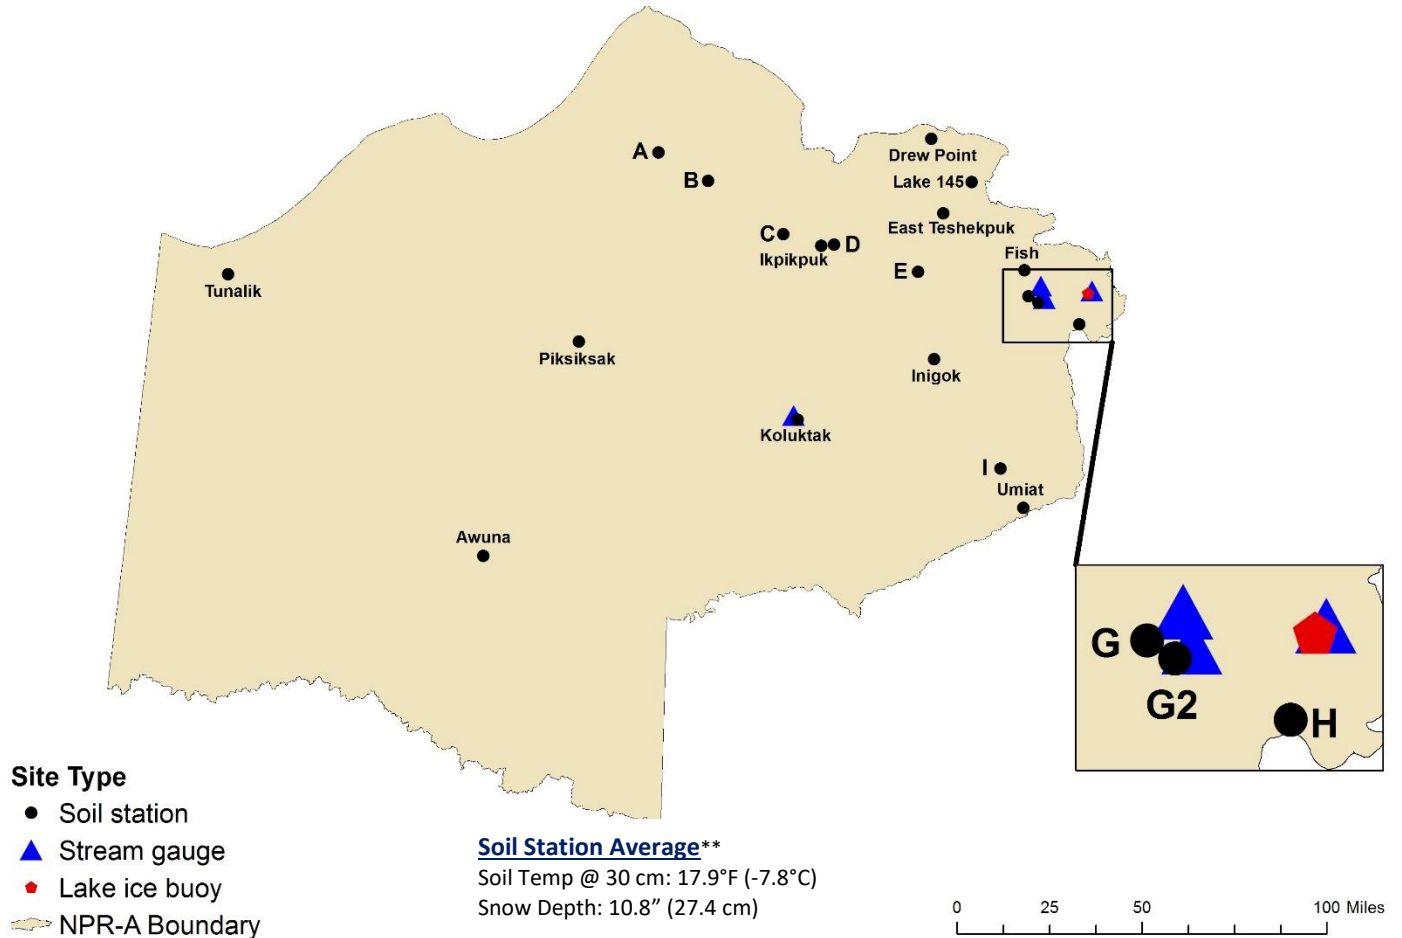 Drew Point
A
Lake 145
B
East Teshekpuk
C
D
Ikpikpuk
Fish
E
Tunalik
Piksiksak
Inigok
Koluktak
I
Umiat
Awuna
G
G2
H
Site Type
Soil station
Stream gauge
Lake ice buoy
NPR-A Boundary
Soil Station Average**
Soil Temp @ 30 cm: 17.9°F (-7.8°C)
Snow Depth: 10.8” (27.4 cm)
0 25 50 100 Miles